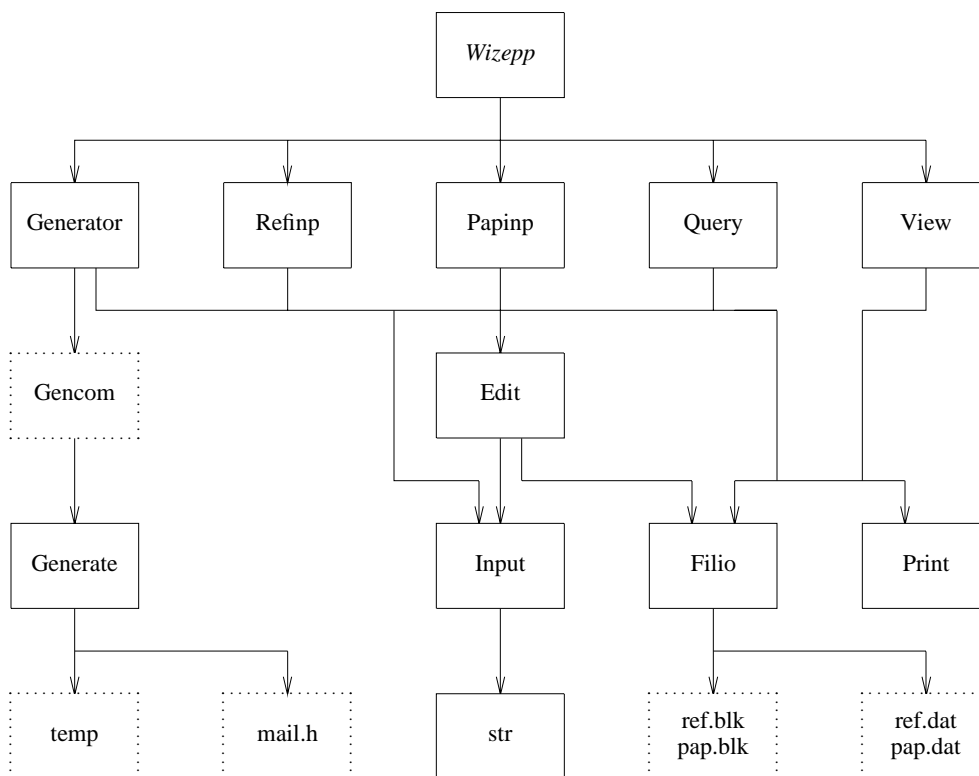 Wizepp
Generator
Refinp
Papinp
Query
View
Gencom
Edit
Generate
Input
Filio
Print
temp
mail.h
str
ref.blk
pap.blk
ref.dat
pap.dat